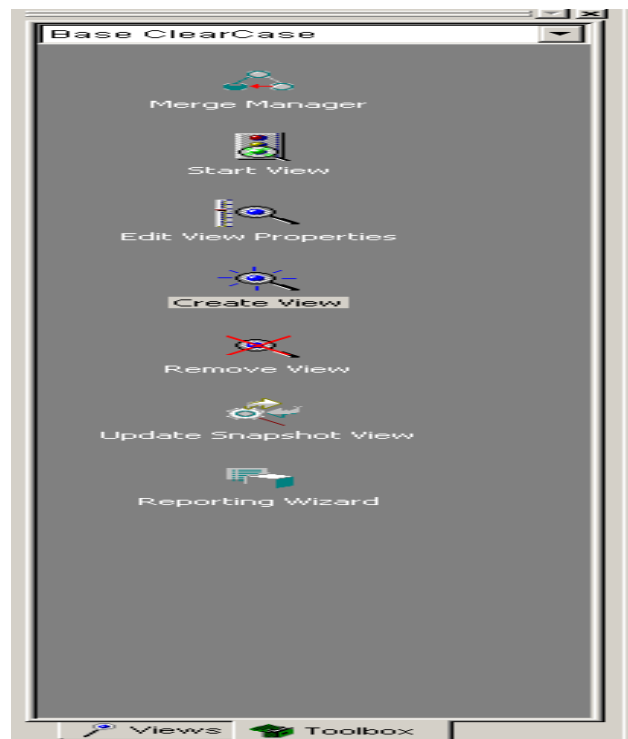 Base ClearCase
Merge Manager
Start View
Edit View Properties
Create View
Remove View
Update Snapshot View
Reporting Wizard
Views Toolbox